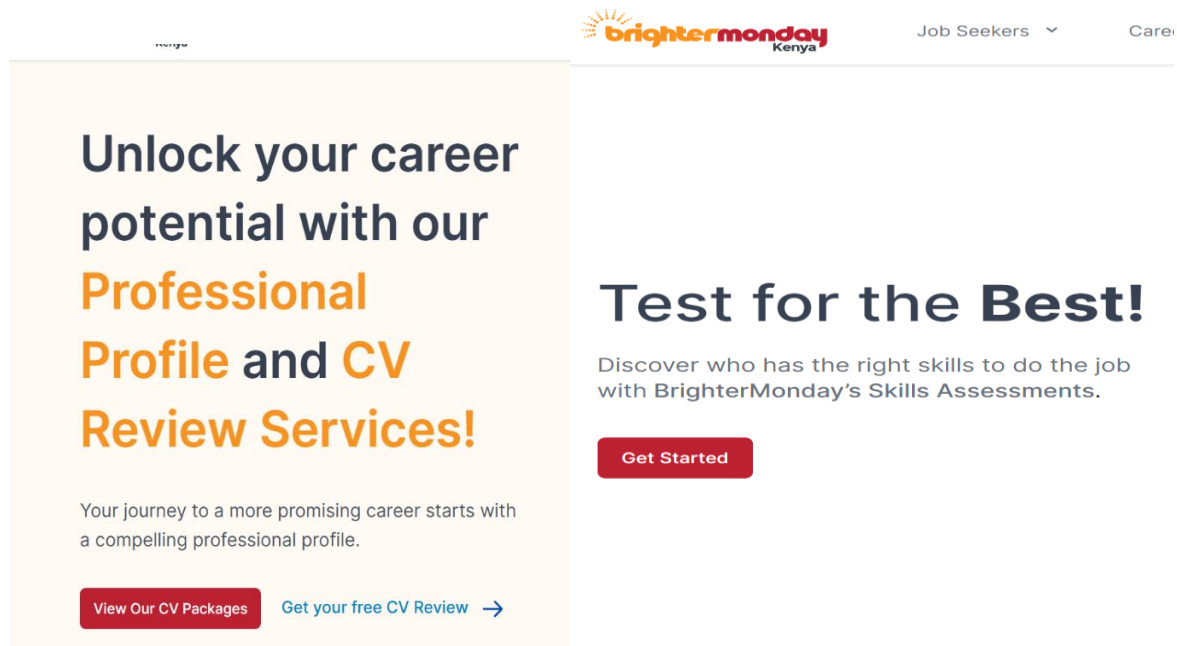 Kenya
Unlock your career
potential with our
Professional
Profile and CV
Review Services!
Your journey to a more promising career starts with
a compelling professional profile.
View Our CV Packages
Get your free CV Review
brightermonday
Kenya
Job Seekers
Care
Test for the Best!
Discover who has the right skills to do the job
with BrighterMonday's Skills Assessments.
Get Started